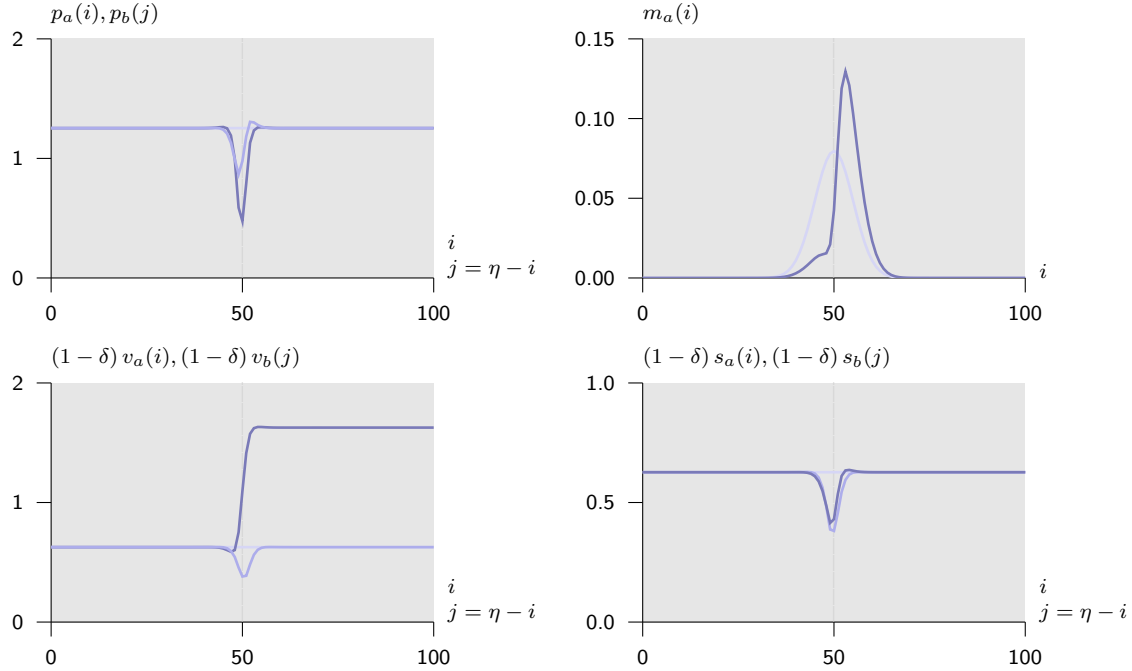 p_a(i), p_b(j)
2
1
0
0
50
100
i
j = η − i
m_a(i)
0.15
0.10
0.05
0.00
0
50
100
i
(1 − δ) v_a(i), (1 − δ) v_b(j)
2
1
0
0
50
100
i
j = η − i
(1 − δ) s_a(i), (1 − δ) s_b(j)
1.0
0.5
0.0
0
50
100
i
j = η − i